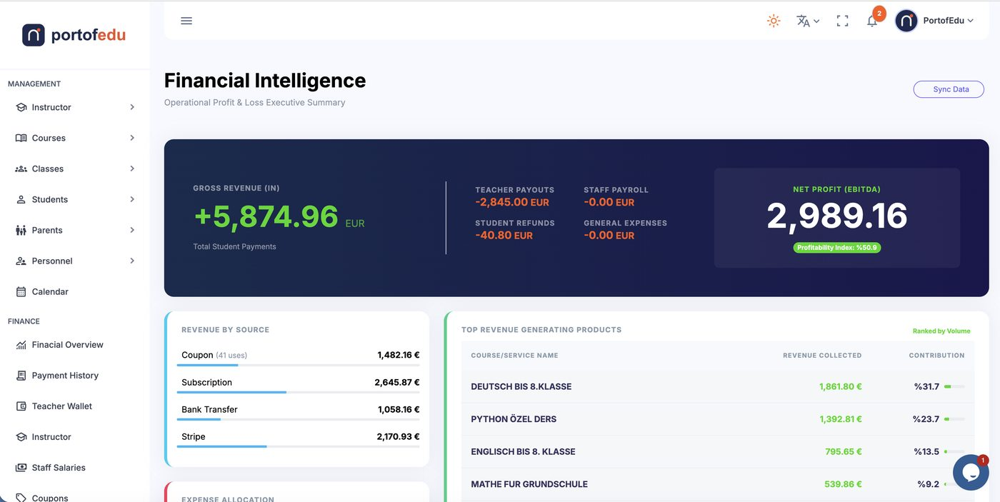 portofedu
MANAGEMENT
Instructor
Courses
Classes
Students
Parents
Personnel
Calendar
FINANCE
Finacial Overview
Payment History
Teacher Wallet
Instructor
Staff Salaries
Coupons
2
PortofEdu
Financial Intelligence
Operational Profit & Loss Executive Summary
Sync Data
GROSS REVENUE (IN)
+5,874.96 EUR
Total Student Payments
TEACHER PAYOUTS
-2,845.00 EUR
STAFF PAYROLL
-0.00 EUR
STUDENT REFUNDS
-40.80 EUR
GENERAL EXPENSES
-0.00 EUR
NET PROFIT (EBITDA)
2,989.16
Profitability Index: %50.9
REVENUE BY SOURCE
Coupon (41 uses) 1,482.16 €
Subscription 2,645.87 €
Bank Transfer 1,058.16 €
Stripe 2,170.93 €
EXPENSE ALLOCATION
TOP REVENUE GENERATING PRODUCTS
Ranked by Volume
COURSE/SERVICE NAME REVENUE COLLECTED CONTRIBUTION
DEUTSCH BIS 8.KLASSE 1,861.80 € %31.7
PYTHON ÖZEL DERS 1,392.81 € %23.7
ENGLISCH BIS 8. KLASSE 795.65 € %13.5
MATHE FUR GRUNDSCHULE 539.86 € %9.2
1